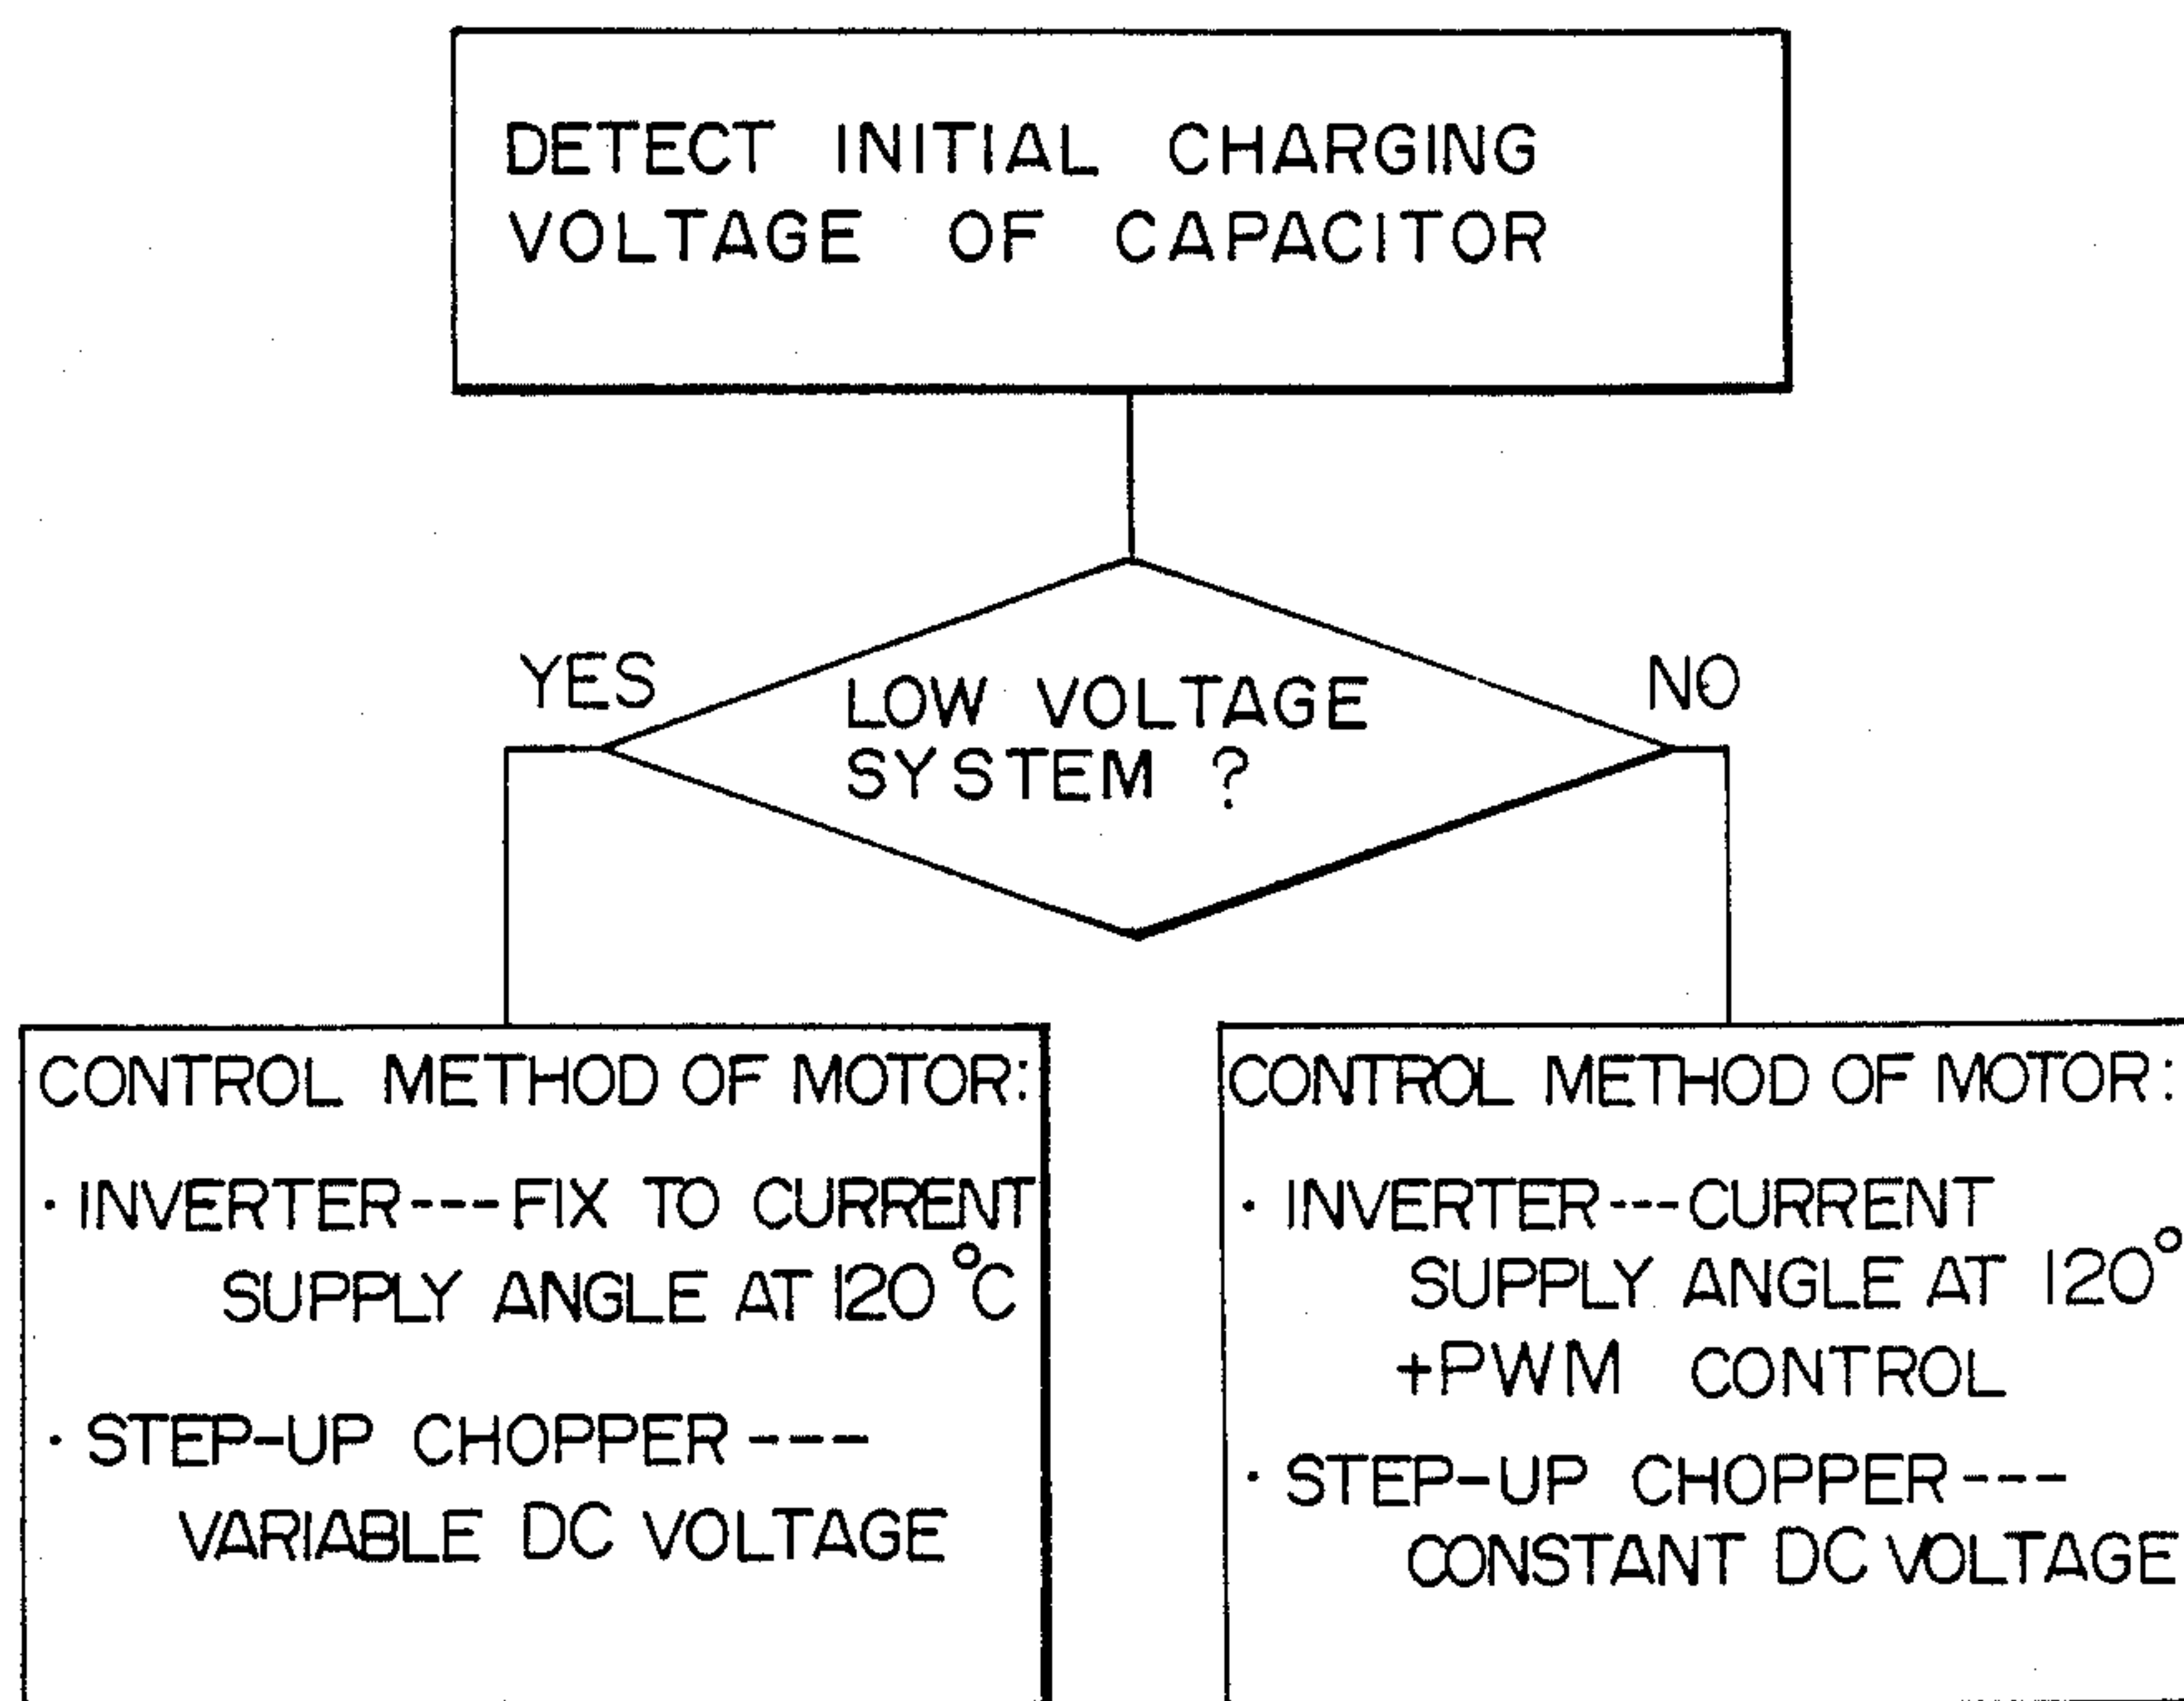 DETECT INITIAL CHARGING
VOLTAGE OF CAPACITOR
YES
LOW VOLTAGE
SYSTEM ?
NO
CONTROL METHOD OF MOTOR:
· INVERTER---FIX TO CURRENT
SUPPLY ANGLE AT 120 °C
· STEP-UP CHOPPER---
VARIABLE DC VOLTAGE
CONTROL METHOD OF MOTOR:
· INVERTER---CURRENT
SUPPLY ANGLE AT 120°
+PWM CONTROL
· STEP-UP CHOPPER---
CONSTANT DC VOLTAGE